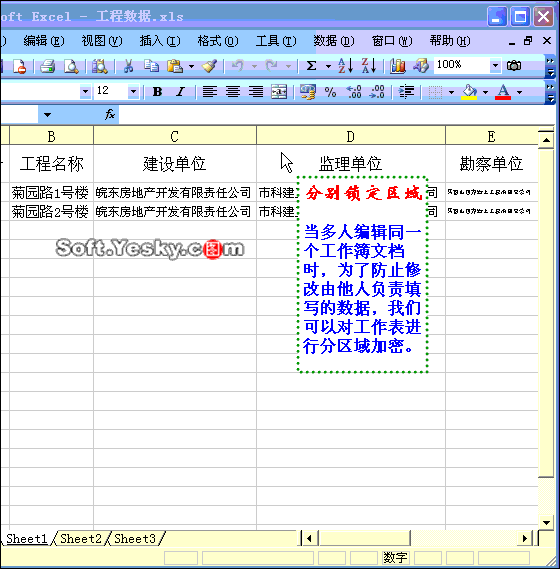 oft Excel - 工程数据.xls
编辑(E) 视图(V) 插入(I) 格式(O) 工具(T) 数据(D) 窗口(W) 帮助(H)
100%
12 B I U
fx
B C D E
工程名称 建设单位 监理单位 勘察单位
菊园路1号楼 皖东房地产开发有限责任公司 市科建 司
菊园路2号楼 皖东房地产开发有限责任公司 市科建 司
分别锁定区域
当多人编辑同一
个工作簿文档
时，为了防止修
改由他人负责填
写的数据，我们
可以对工作表进
行分区域加密。
Soft.Yesky.c图m
Sheet1 Sheet2 Sheet3
数字